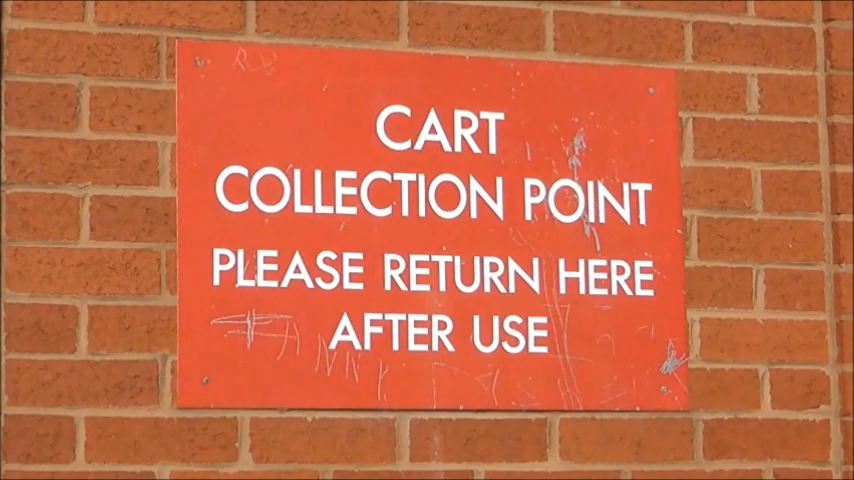 CART
COLLECTION POINT
PLEASE RETURN HERE
AFTER USE